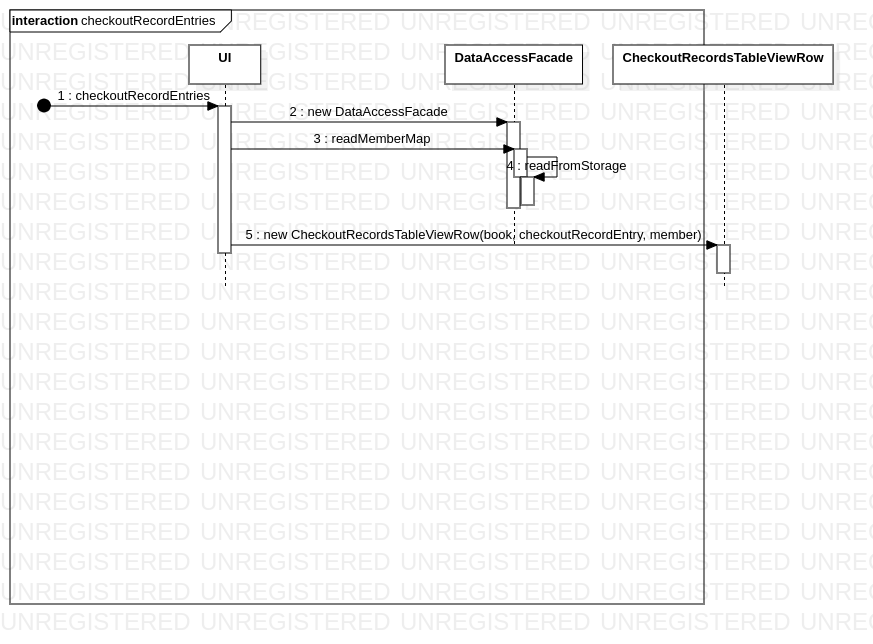 interaction checkoutRecordEntries
UI
DataAccessFacade
CheckoutRecordsTableViewRow
1 : checkoutRecordEntries
2 : new DataAccessFacade
3 : readMemberMap
4 : readFromStorage
5 : new CheckoutRecordsTableViewRow(book, checkoutRecordEntry, member)
UNREGISTERED UNREGISTERED UNREGISTERED UNREGISTERED UNREGISTERED